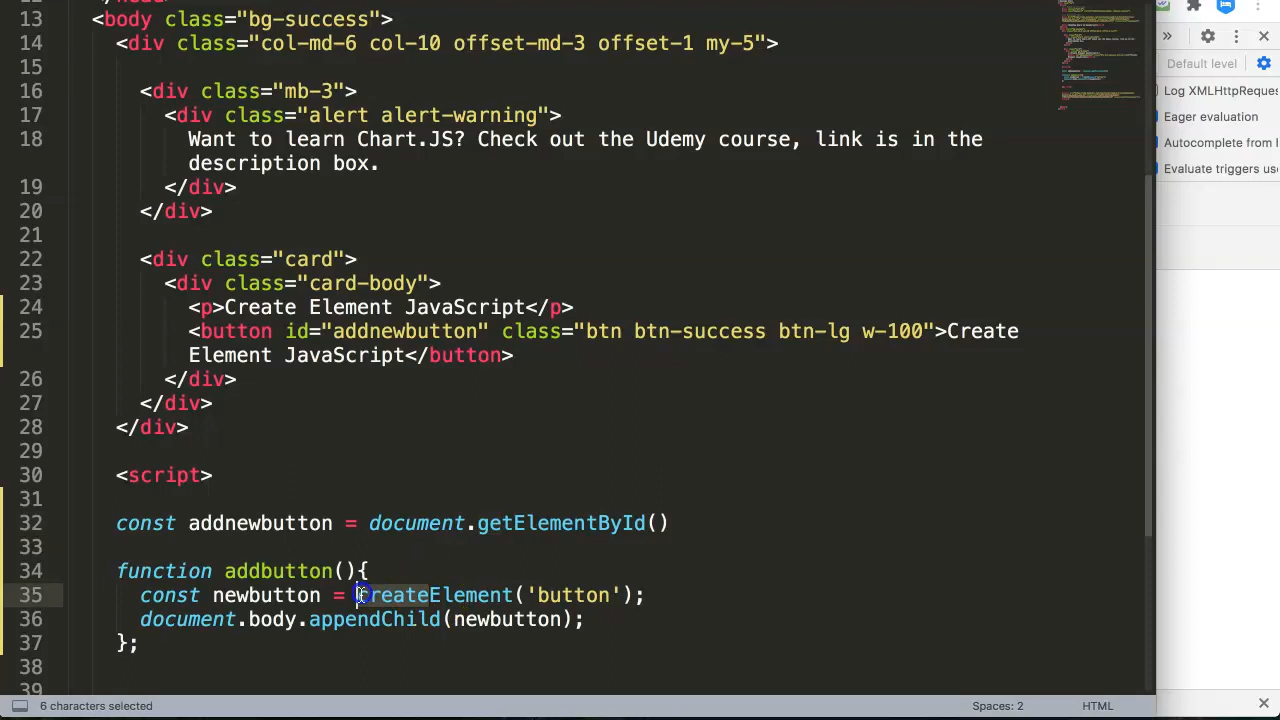 13 <body class="bg-success">
14 <div class="col-md-6 col-10 offset-md-3 offset-1 my-5">
15
16 <div class="mb-3">
17 <div class="alert alert-warning">
18 Want to learn Chart.JS? Check out the Udemy course, link is in the
description box.
19 </div>
20 </div>
21
22 <div class="card">
23 <div class="card-body">
24 <p>Create Element JavaScript</p>
25 <button id="addnewbutton" class="btn btn-success btn-lg w-100">Create
Element JavaScript</button>
26 </div>
27 </div>
28 </div>
29
30 <script>
31
32 const addnewbutton = document.getElementById()
33
34 function addbutton(){
35 const newbutton = createElement('button');
36 document.body.appendChild(newbutton);
37 };
38
39
6 characters selected
Spaces: 2
HTML
Default level
Log XMLHttpReques
Eager evaluation
Autocomplete from
Evaluate triggers use